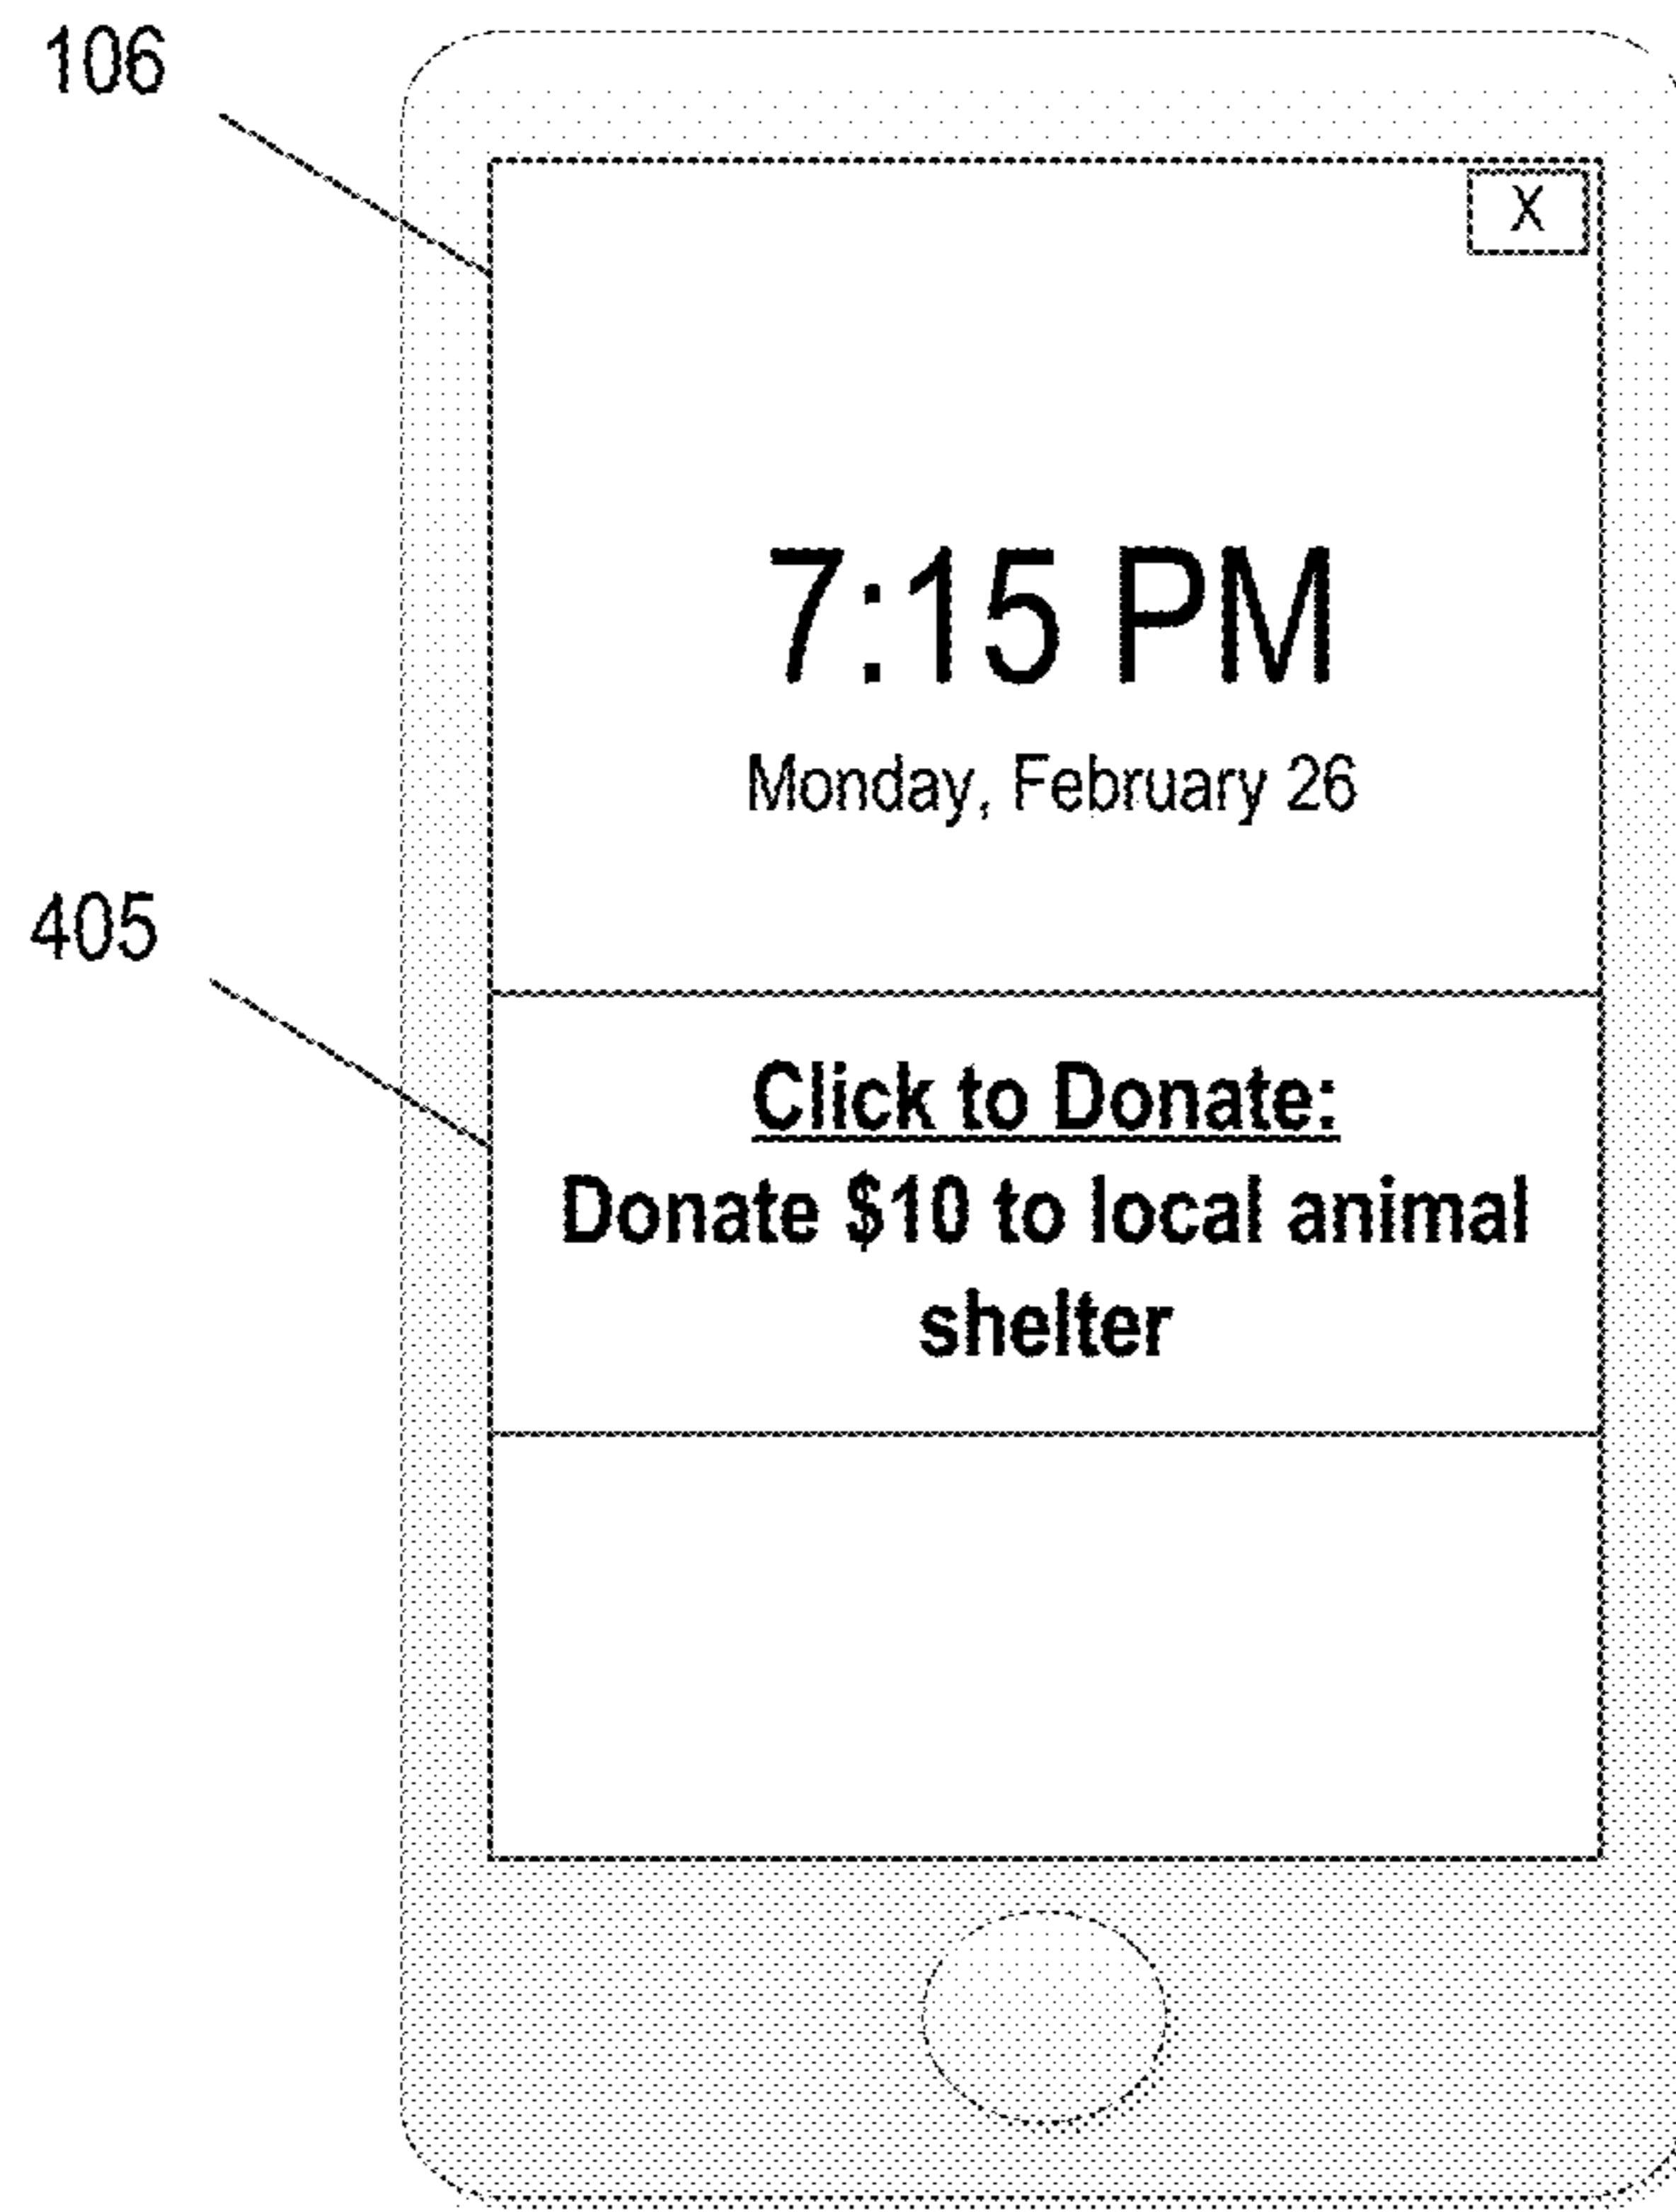 106
X
7:15 PM
Monday, February 26
405
Click to Donate:
Donate $10 to local animal
shelter